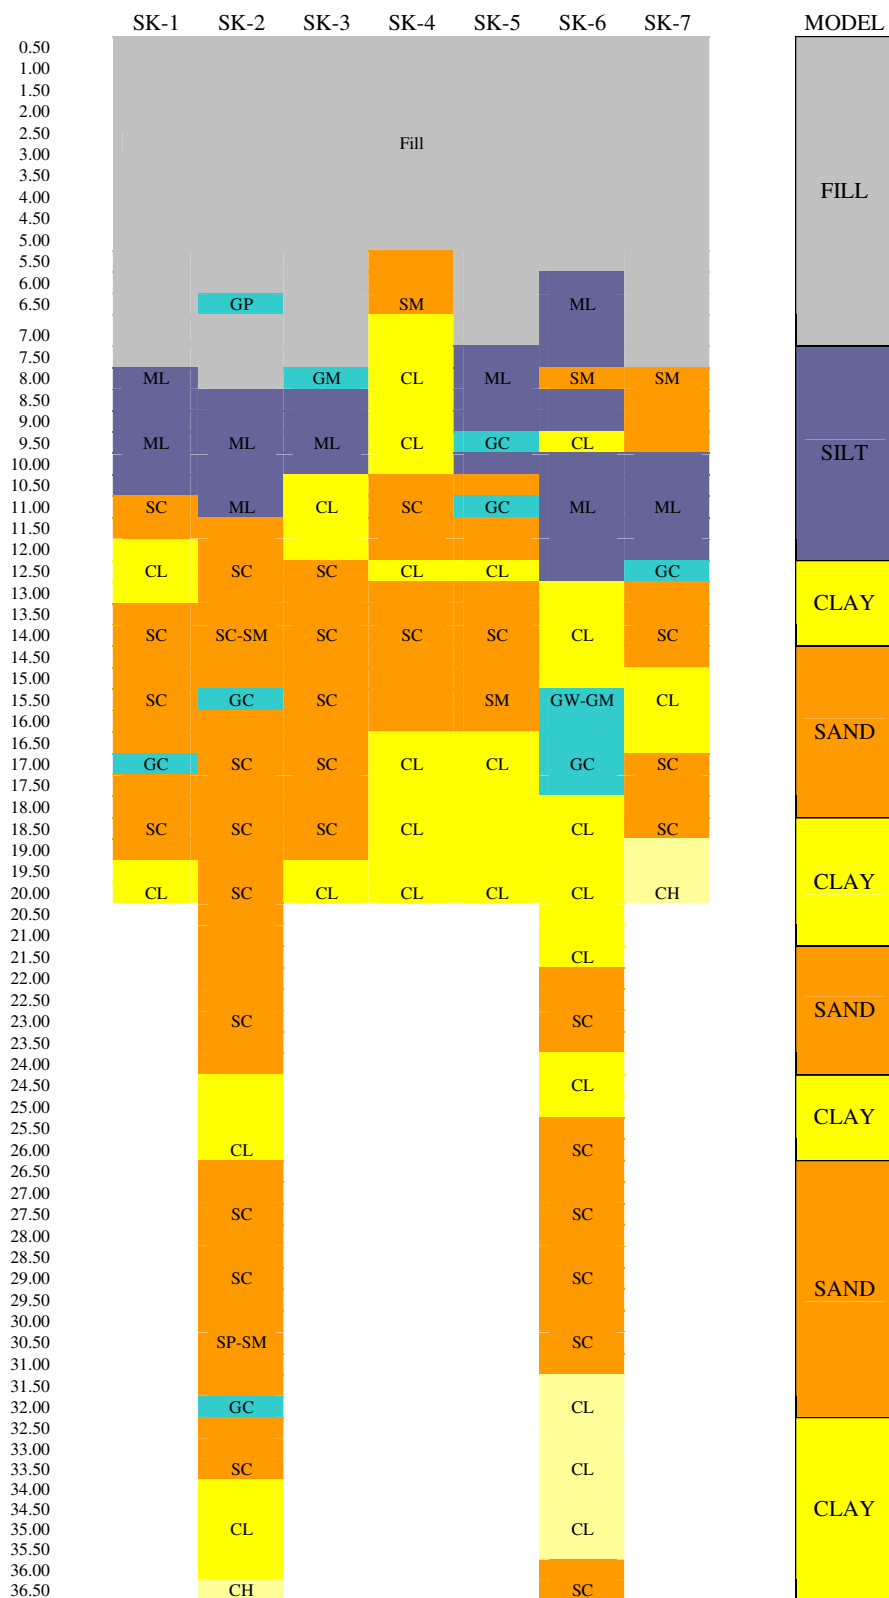 SK-1 SK-2 SK-3 SK-4 SK-5 SK-6 SK-7 MODEL
0.50
1.00
1.50
2.00
2.50
Fill
3.00
3.50
4.00 FILL
4.50
5.00
5.50
6.00
6.50 GP SM ML
7.00
7.50
8.00 ML GM CL ML SM SM
8.50
9.00
9.50 ML ML ML CL GC CL SILT
10.00
10.50
11.00 SC ML CL SC GC ML ML
11.50
12.00
12.50 CL SC SC CL CL GC
13.00 CLAY
13.50
14.00 SC SC-SM SC SC SC CL SC
14.50
15.00
15.50 SC GC SC SM GW-GM CL
16.00 SAND
16.50
17.00 GC SC SC CL CL GC SC
17.50
18.00
18.50 SC SC SC CL CL SC
19.00
19.50 CLAY
20.00 CL SC CL CL CL CL CH
20.50
21.00
21.50 CL
22.00
22.50 SAND
23.00 SC SC
23.50
24.00
24.50 CL
25.00 CLAY
25.50
26.00 CL SC
26.50
27.00
27.50 SC SC
28.00
28.50
29.00 SC SC SAND
29.50
30.00
30.50 SP-SM SC
31.00
31.50
32.00 GC CL
32.50
33.00
33.50 SC CL
34.00
34.50 CLAY
35.00 CL CL
35.50
36.00
36.50 CH SC